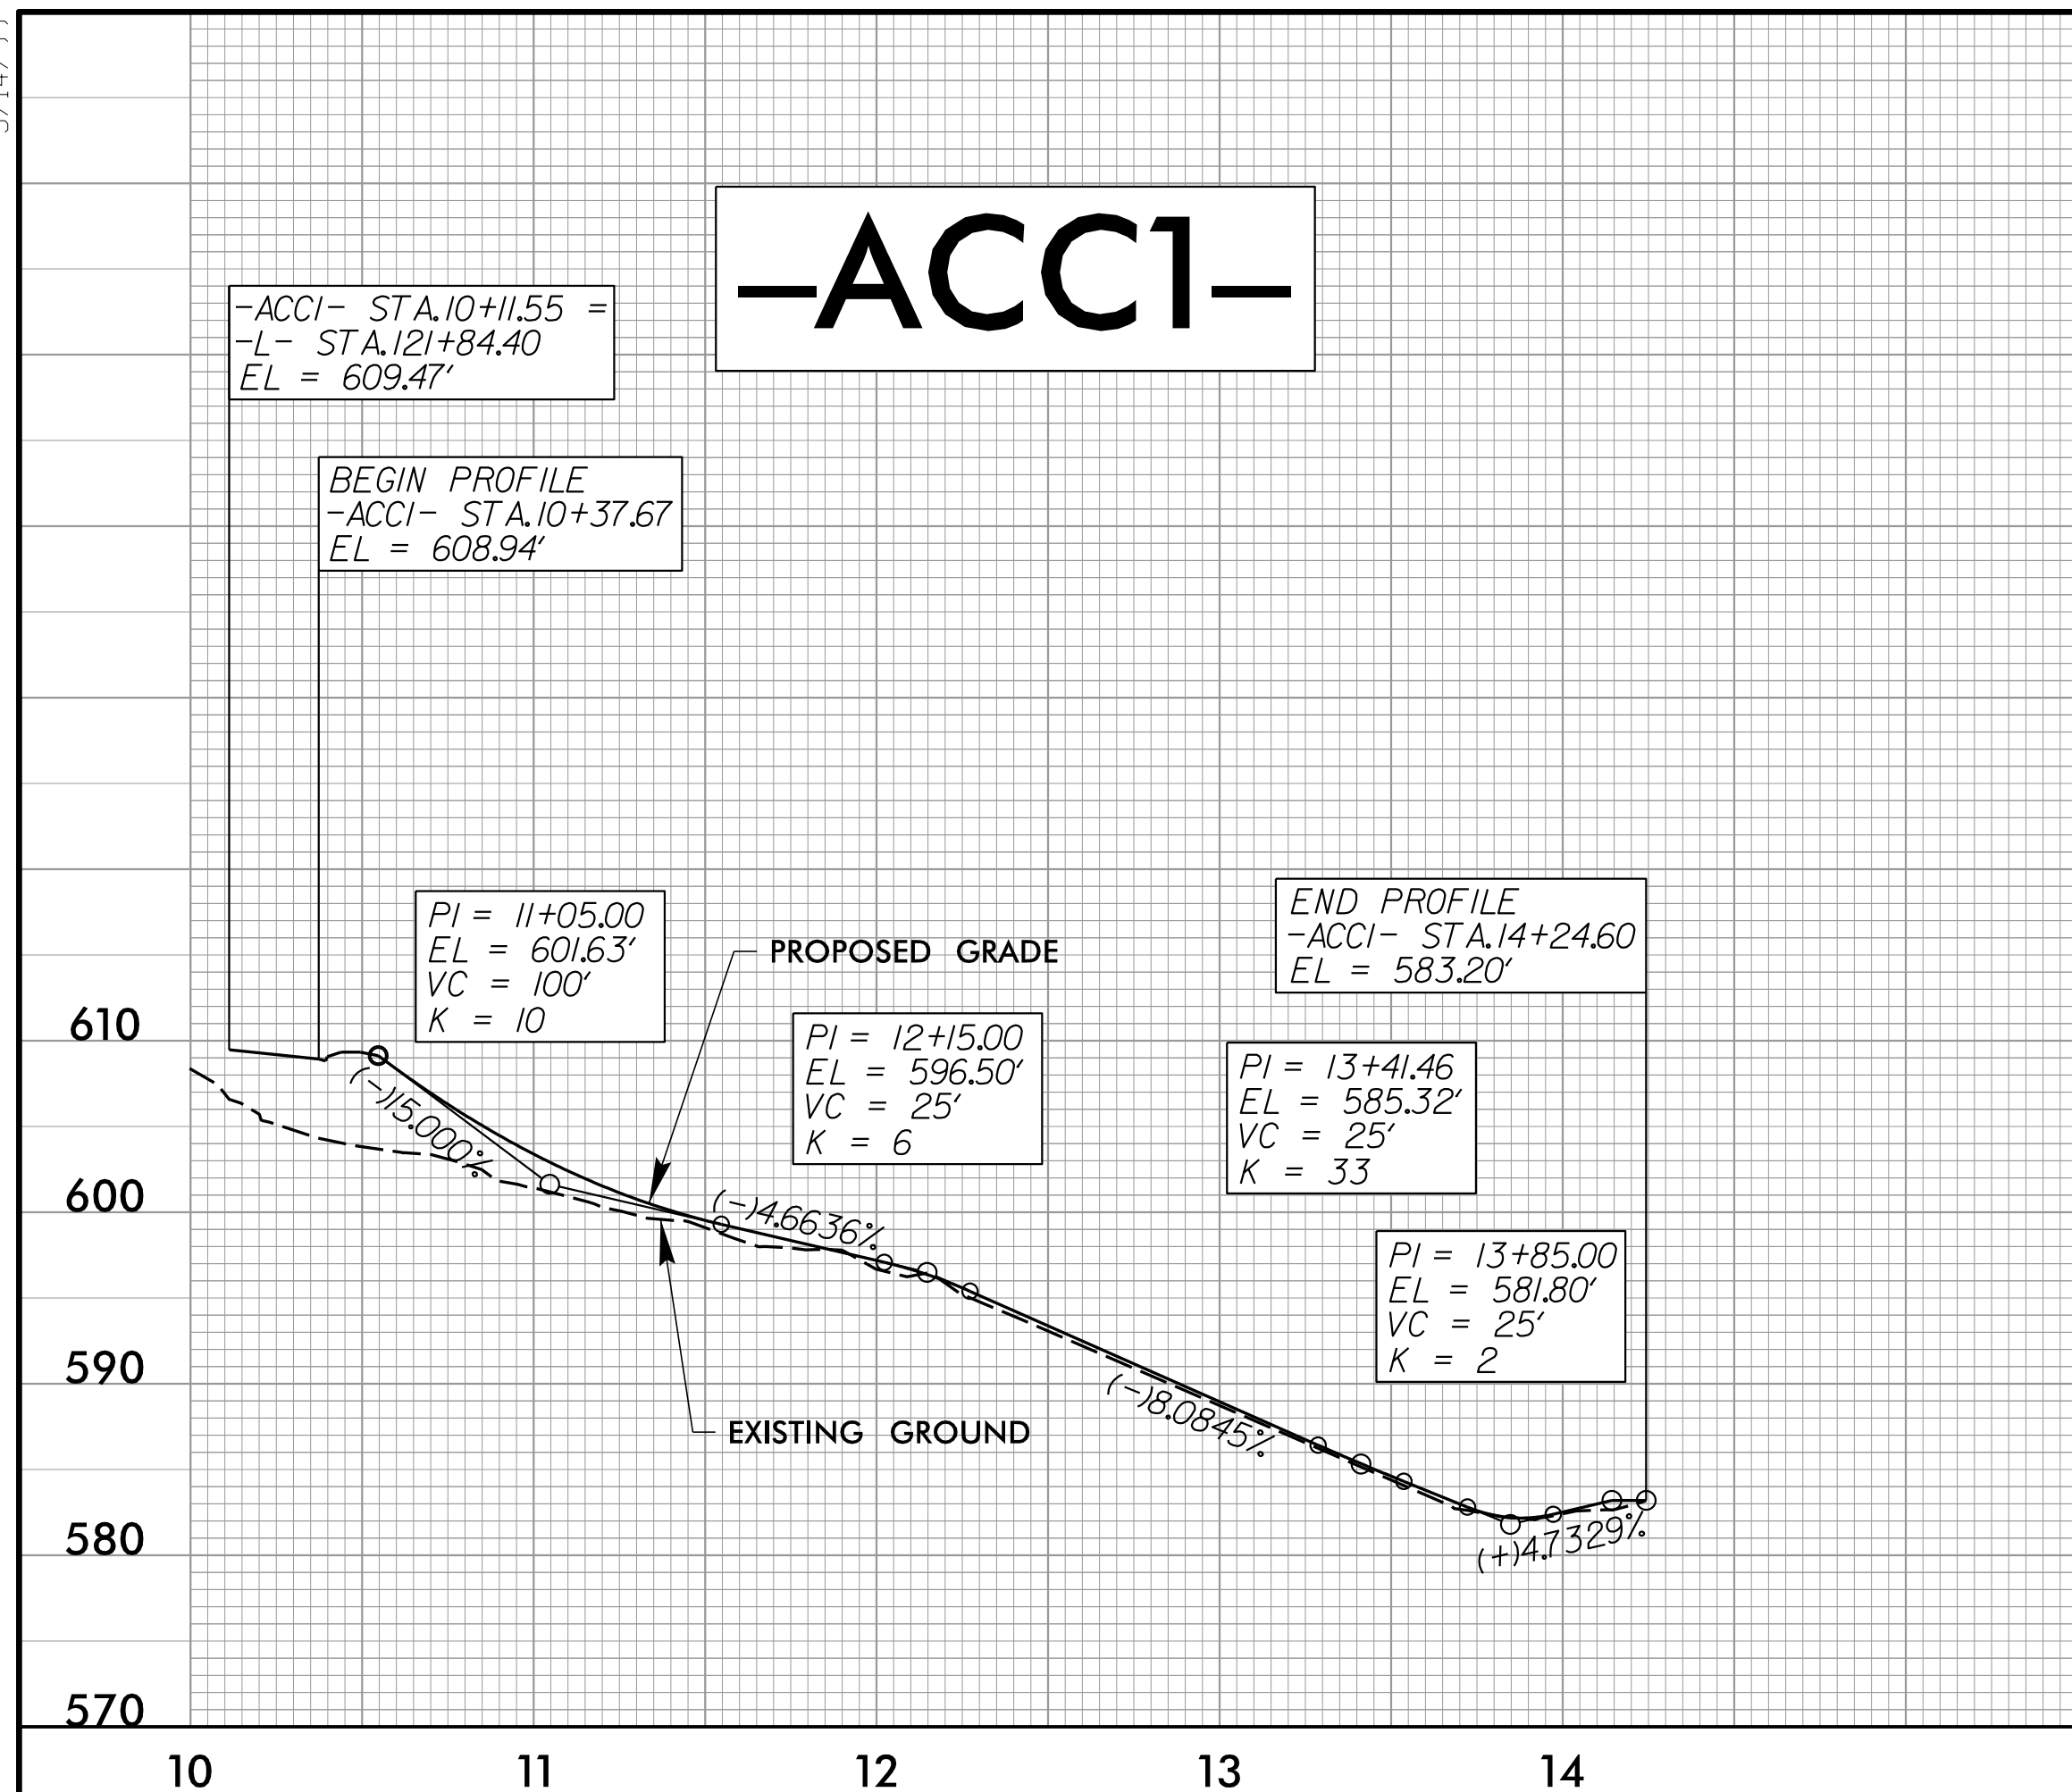 –ACC1–
-ACC1- STA.10+11.55 =
-L- STA.121+84.40
EL = 609.47'
BEGIN PROFILE
-ACC1- STA.10+37.67
EL = 608.94'
PI = 11+05.00
EL = 601.63'
VC = 100'
K = 10
PROPOSED GRADE
END PROFILE
-ACC1- STA.14+24.60
EL = 583.20'
PI = 12+15.00
EL = 596.50'
VC = 25'
K = 6
PI = 13+41.46
EL = 585.32'
VC = 25'
K = 33
PI = 13+85.00
EL = 581.80'
VC = 25'
K = 2
(-)15.000%
(-)4.6636%
(-)8.0845%
(+)4.7329%
EXISTING GROUND
610
600
590
580
570
10 11 12 13 14